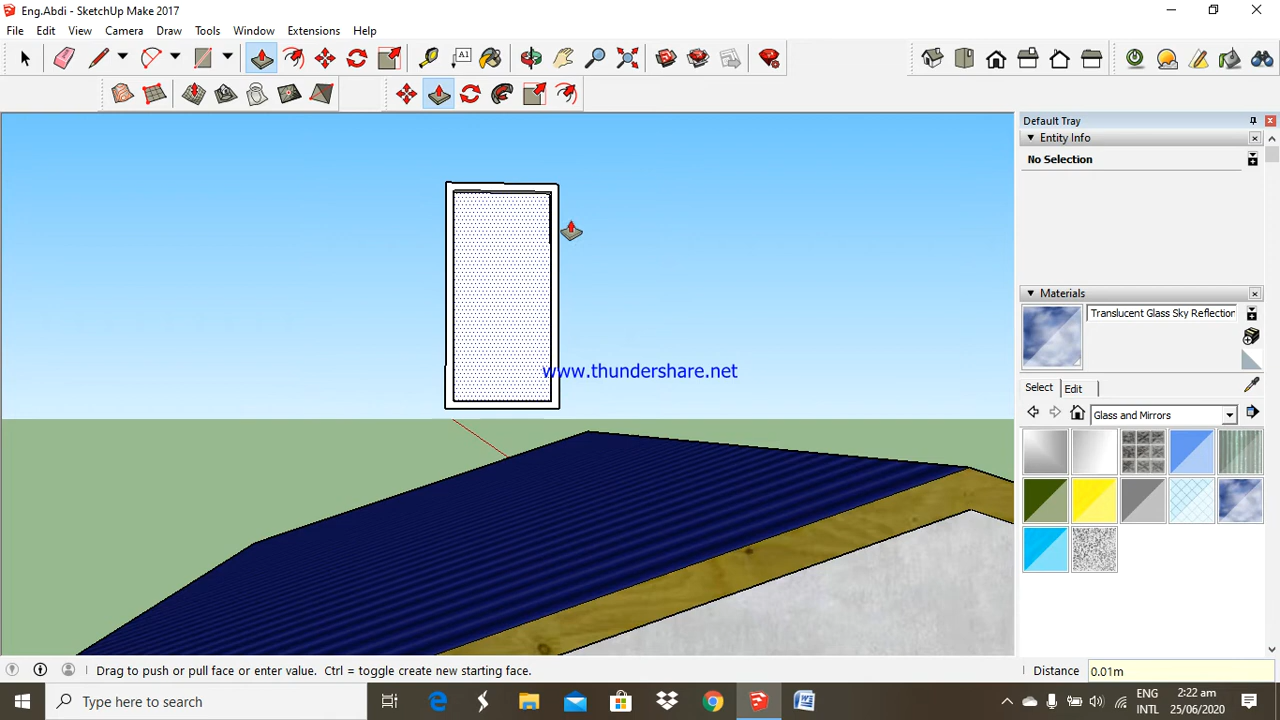 Eng.Abdi - SketchUp Make 2017
File Edit View Camera Draw Tools Window Extensions Help
A1
Default Tray
Entity Info
No Selection
www.thundershare.net
Materials
Translucent Glass Sky Reflection
Select Edit
Glass and Mirrors
Drag to push or pull face or enter value. Ctrl = toggle create new starting face.
Distance 0.01m
Type here to search
ENG
INTL
2:22 am
25/06/2020